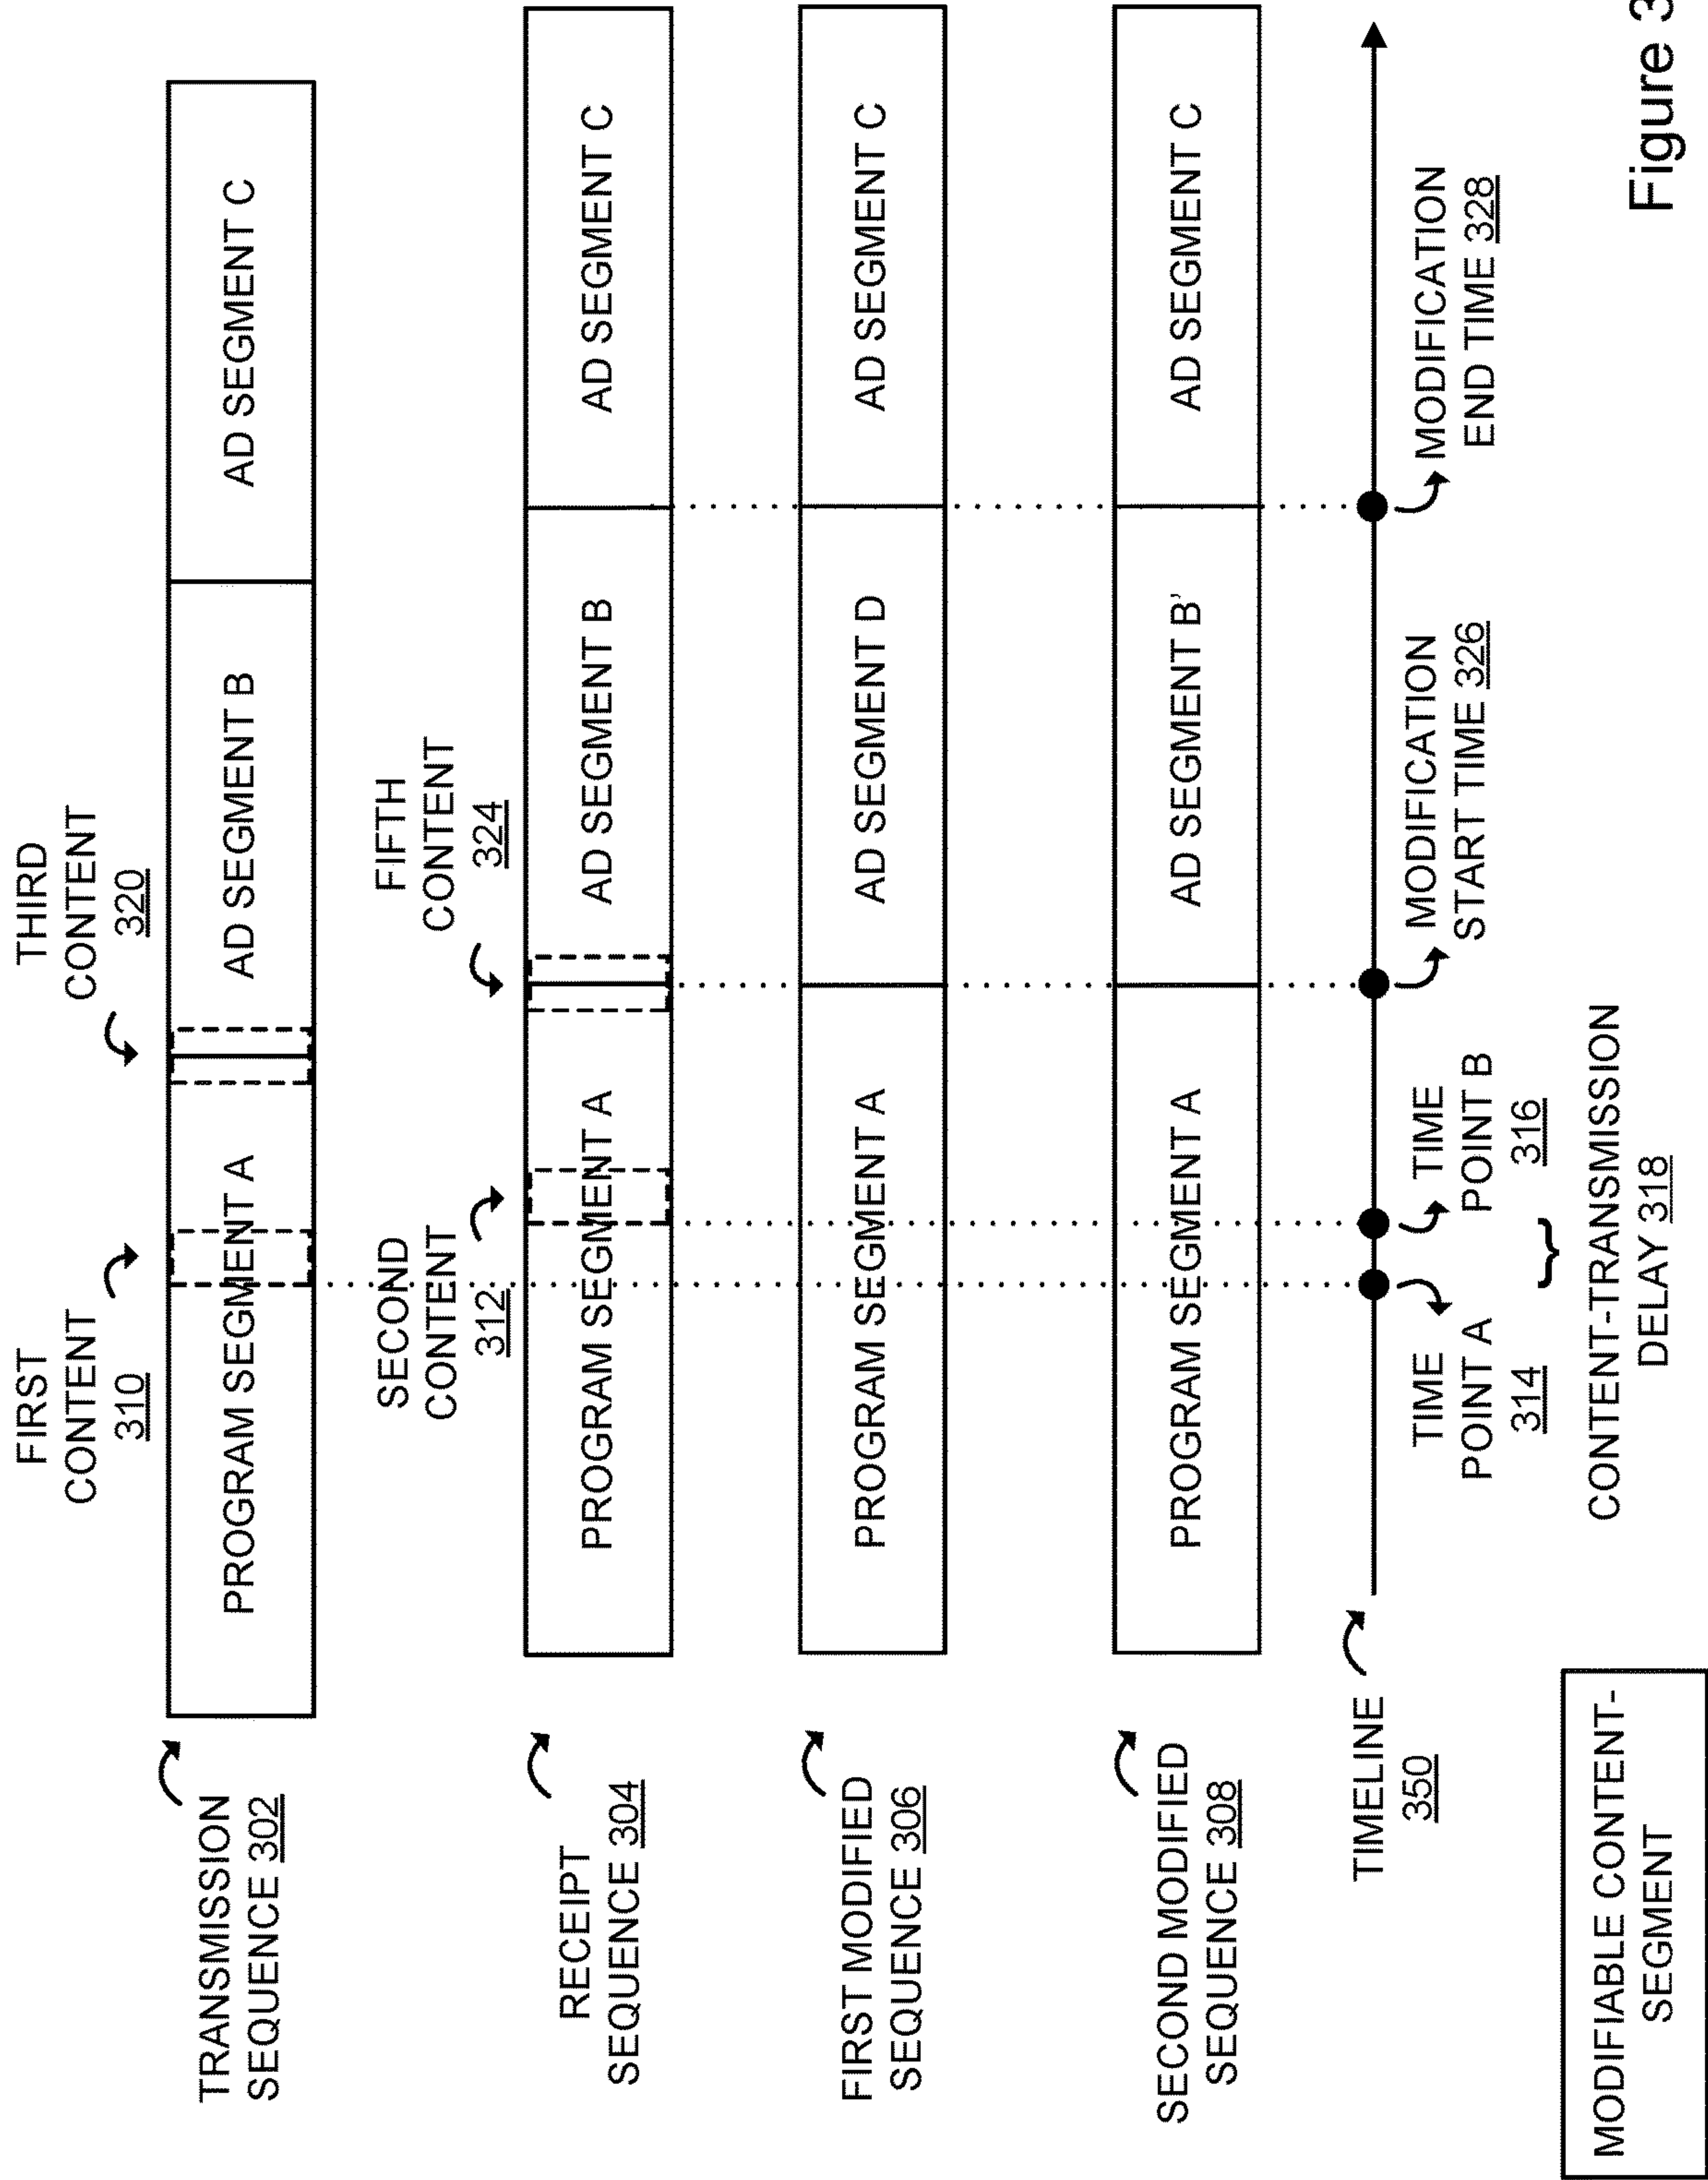 FIRST
CONTENT
310
THIRD
CONTENT
320
TRANSMISSION
SEQUENCE 302
PROGRAM SEGMENT A
AD SEGMENT B
AD SEGMENT C
SECOND
CONTENT
312
FIFTH
CONTENT
324
RECEIPT
SEQUENCE 304
PROGRAM SEGMENT A
AD SEGMENT B
AD SEGMENT C
FIRST MODIFIED
SEQUENCE 306
PROGRAM SEGMENT A
AD SEGMENT D
AD SEGMENT C
SECOND MODIFIED
SEQUENCE 308
PROGRAM SEGMENT A
AD SEGMENT B'
AD SEGMENT C
TIMELINE
350
TIME
POINT A
314
TIME
POINT B
316
MODIFICATION
START TIME 326
MODIFICATION
END TIME 328
CONTENT-TRANSMISSION
DELAY 318
MODIFIABLE CONTENT-
SEGMENT
Figure 3